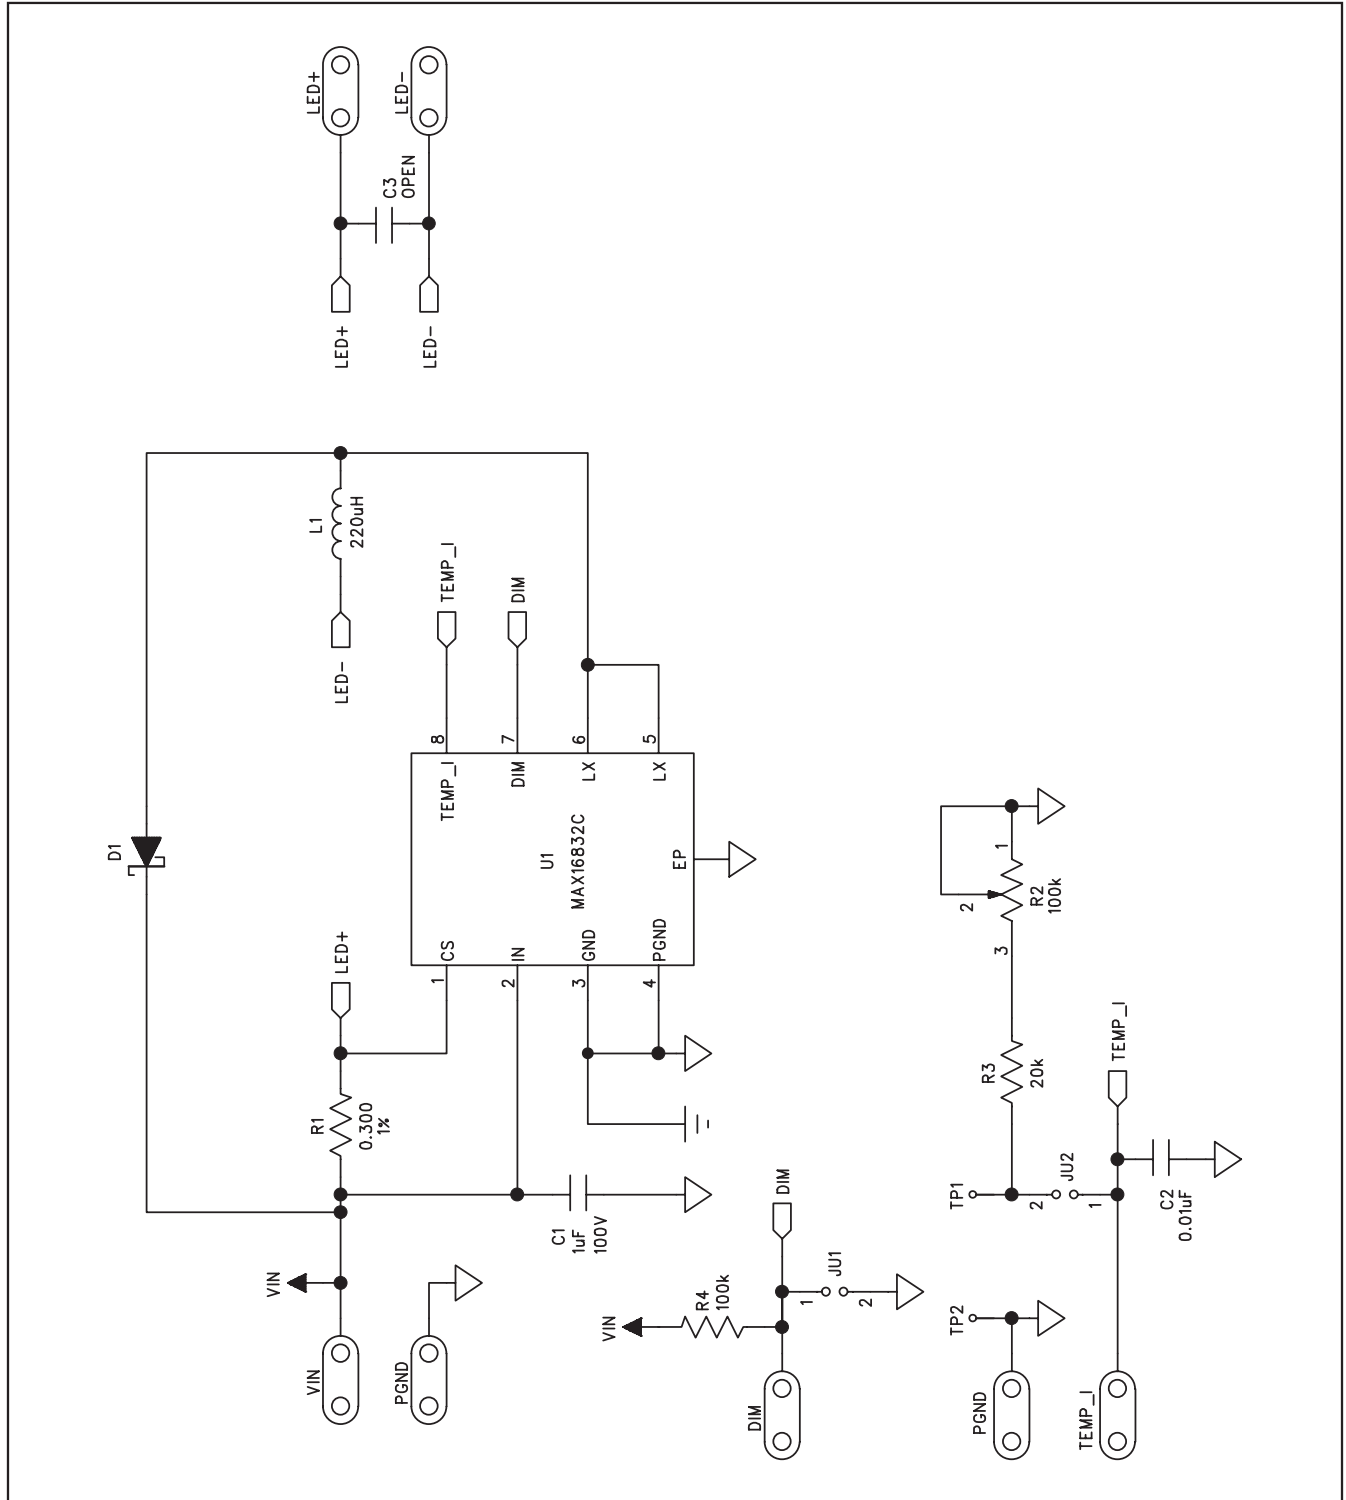 LED+
LED-
C3
OPEN
LED+
LED-
L1
220uH
LED-
TEMP_I
DIM
D1
8
7
6
5
TEMP_I
DIM
LX
LX
U1
MAX16832C
EP
CS
IN
GND
PGND
1
2
3
4
LED+
R1
0.300
1%
C1
1uF
100V
VIN
VIN
PGND
DIM
VIN
R4
100k
1
JU1
2
DIM
1
2
R2
100k
3
R3
20k
TEMP_I
TP1
2
JU2
1
C2
0.01uF
TP2
PGND
TEMP_I